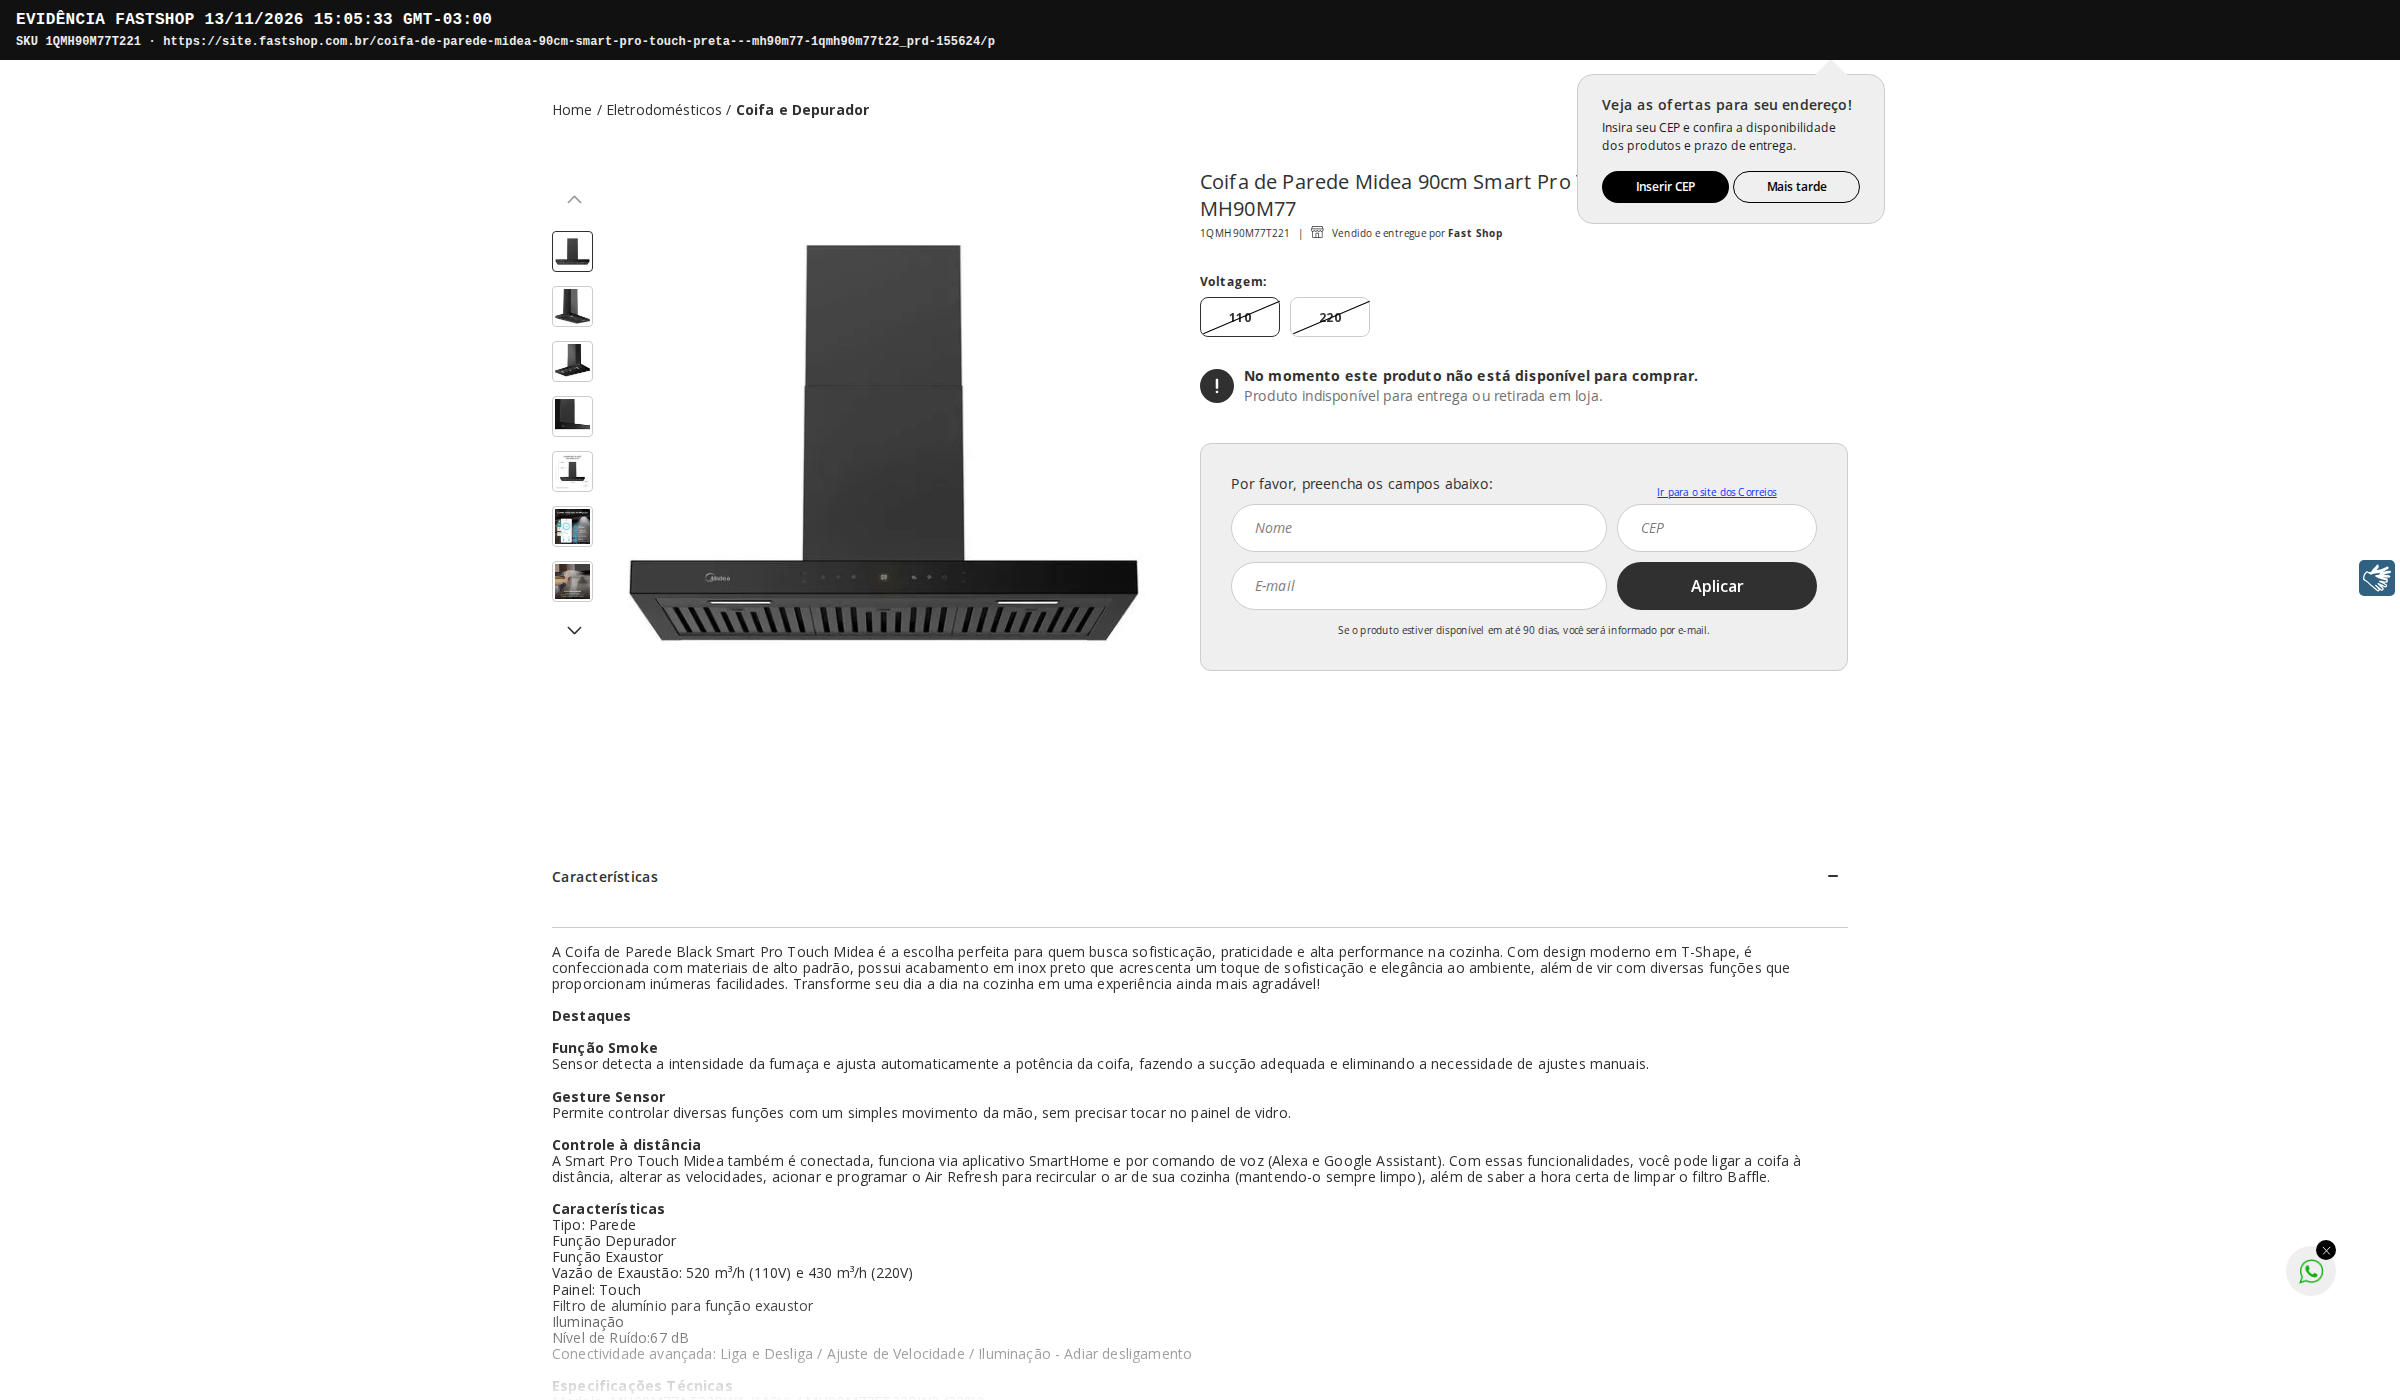 EVIDÊNCIA FASTSHOP 13/11/2026 15:05:33 GMT-03:00
SKU 1QMH90M77T221 · https://site.fastshop.com.br/coifa-de-parede-midea-90cm-smart-pro-touch-preta---mh90m77-1qmh90m77t22_prd-155624/p
Home / Eletrodomésticos / Coifa e Depurador
Veja as ofertas para seu endereço!
Insira seu CEP e confira a disponibilidade
dos produtos e prazo de entrega.
Inserir CEP
Mais tarde
Coifa de Parede Midea 90cm Smart Pro
MH90M77
1QMH90M77T221 | Vendido e entregue por Fast Shop
Voltagem:
110
220
No momento este produto não está disponível para comprar.
Produto indisponível para entrega ou retirada em loja.
Por favor, preencha os campos abaixo:
Ir para o site dos Correios
Nome
CEP
E-mail
Aplicar
Se o produto estiver disponível em até 90 dias, você será informado por e-mail.
Midea
Características
A Coifa de Parede Black Smart Pro Touch Midea é a escolha perfeita para quem busca sofisticação, praticidade e alta performance na cozinha. Com design moderno em T-Shape, é
confeccionada com materiais de alto padrão, possui acabamento em inox preto que acrescenta um toque de sofisticação e elegância ao ambiente, além de vir com diversas funções que
proporcionam inúmeras facilidades. Transforme seu dia a dia na cozinha em uma experiência ainda mais agradável!
Destaques
Função Smoke
Sensor detecta a intensidade da fumaça e ajusta automaticamente a potência da coifa, fazendo a sucção adequada e eliminando a necessidade de ajustes manuais.
Gesture Sensor
Permite controlar diversas funções com um simples movimento da mão, sem precisar tocar no painel de vidro.
Controle à distância
A Smart Pro Touch Midea também é conectada, funciona via aplicativo SmartHome e por comando de voz (Alexa e Google Assistant). Com essas funcionalidades, você pode ligar a coifa à
distância, alterar as velocidades, acionar e programar o Air Refresh para recircular o ar de sua cozinha (mantendo-o sempre limpo), além de saber a hora certa de limpar o filtro Baffle.
Características
Tipo: Parede
Função Depurador
Função Exaustor
Vazão de Exaustão: 520 m³/h (110V) e 430 m³/h (220V)
Painel: Touch
Filtro de alumínio para função exaustor
Iluminação
Nível de Ruído:67 dB
Conectividade avançada: Liga e Desliga / Ajuste de Velocidade / Iluminação - Adiar desligamento
Especificações Técnicas